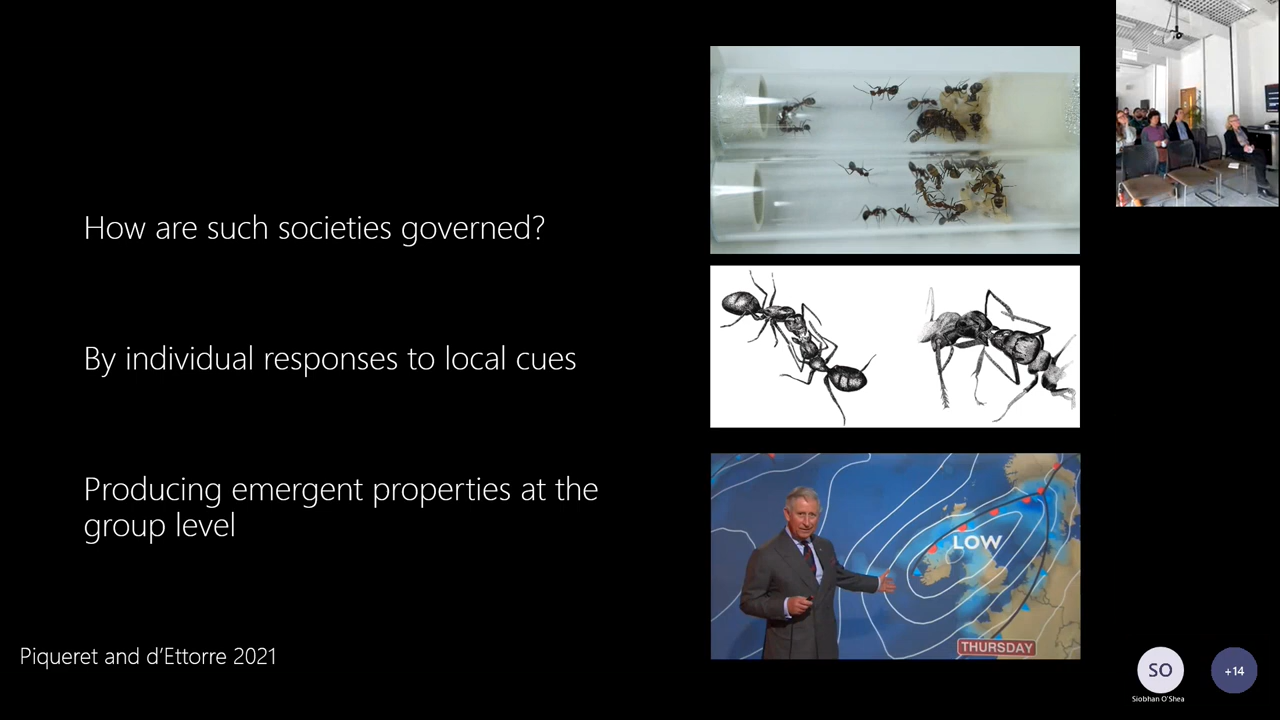 How are such societies governed?
By individual responses to local cues
Producing emergent properties at the
group level
Piqueret and d’Ettorre 2021
LOW
THURSDAY
SO
Siobhan O'Shea
+14